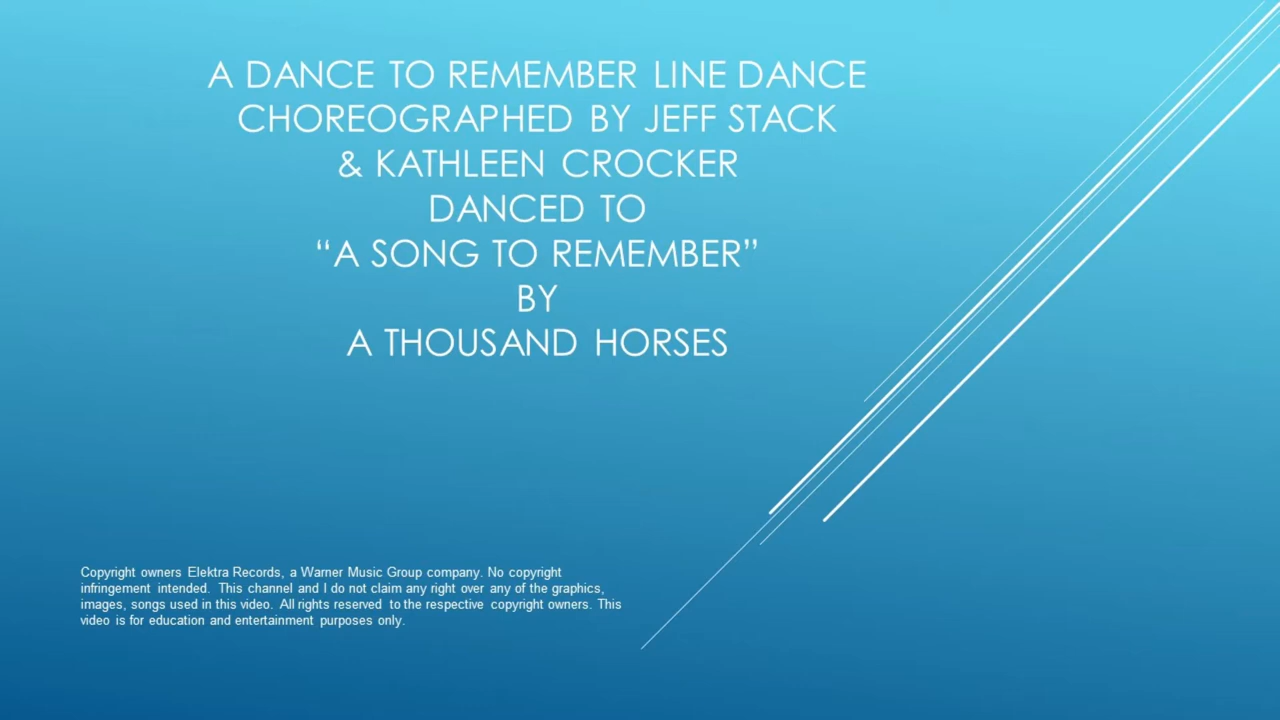 A DANCE TO REMEMBER LINE DANCE
CHOREOGRAPHED BY JEFF STACK
& KATHLEEN CROCKER
DANCED TO
“A SONG TO REMEMBER”
BY
A THOUSAND HORSES
Copyright owners Elektra Records, a Warner Music Group company. No copyright
infringement intended. This channel and I do not claim any right over any of the graphics,
images, songs used in this video. All rights reserved to the respective copyright owners. This
video is for education and entertainment purposes only.